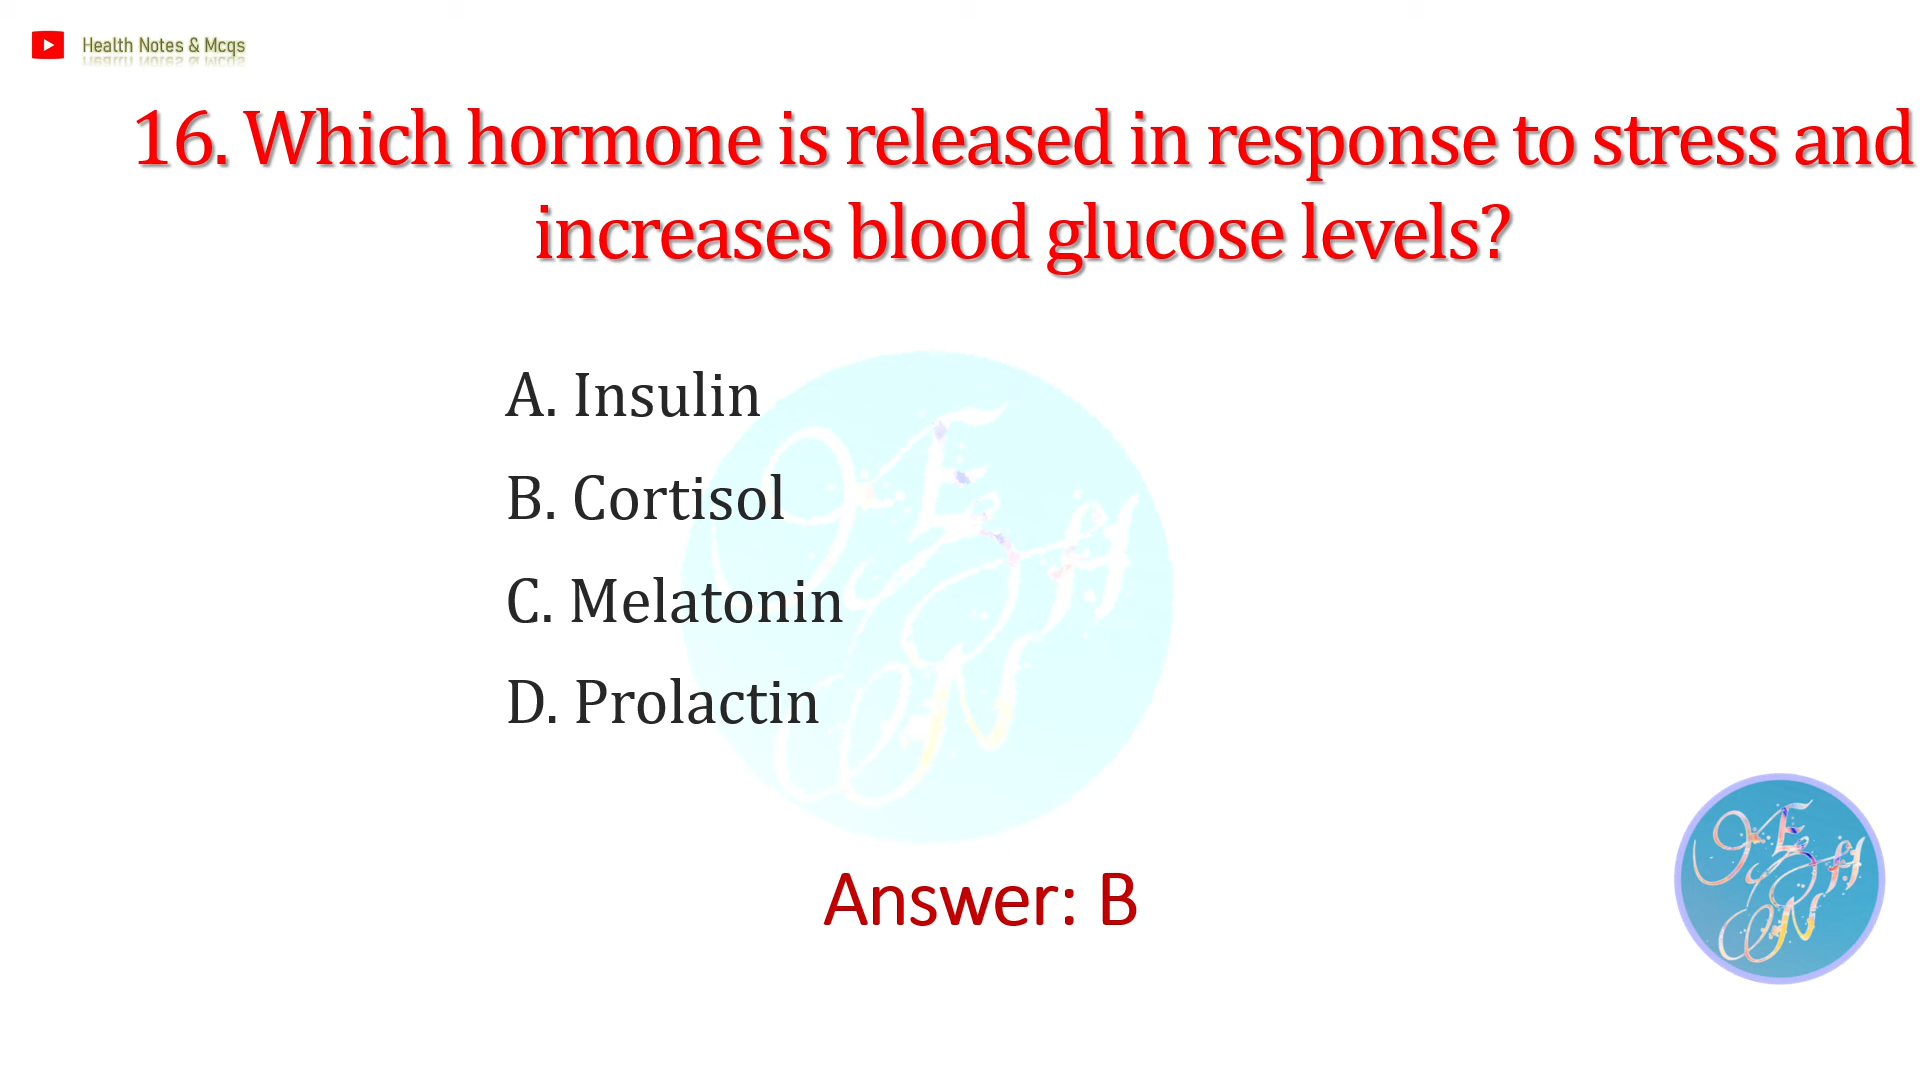 Health Notes & Mcqs
16. Which hormone is released in response to stress and
increases blood glucose levels?
A. Insulin
B. Cortisol
C. Melatonin
D. Prolactin
Answer: B